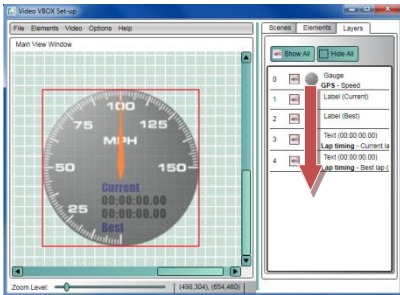 Video VBOX Set-up
File Elements Video Options Help
Main View Window
100
75 125
MPH
50 150
25
Current
00:00:00.00
00:00:00.00
Best
Zoom Level: (498,304), (654,460)
Scenes Elements Layers
Show All Hide All
0 Gauge
GPS - Speed
1 Label (Current)
2 Label (Best)
3 Text (00:00:00.00)
Lap timing - Current la
4 Text (00:00:00.00)
Lap timing - Best lap (